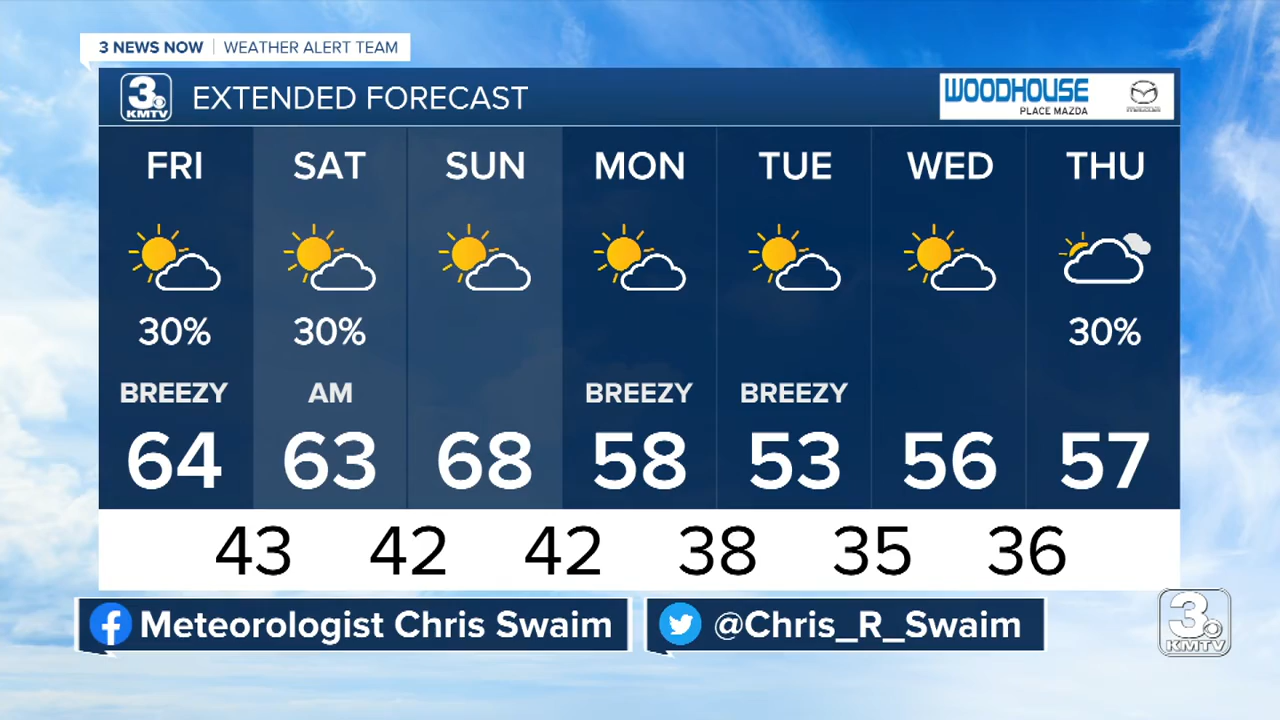 3 NEWS NOW | WEATHER ALERT TEAM
3 KMTV EXTENDED FORECAST WOODHOUSE
PLACE MAZDA mazda
FRI SAT SUN MON TUE WED THU
30% 30% 30%
BREEZY AM BREEZY BREEZY
64 63 68 58 53 56 57
43 42 42 38 35 36
Meteorologist Chris Swaim @Chris_R_Swaim
3 KMTV